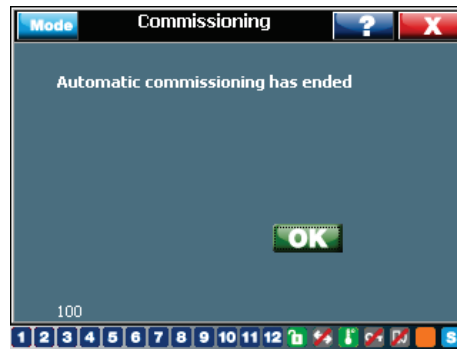 Mode Commissioning ? X
Automatic commissioning has ended
OK
100
1 2 3 4 5 6 7 8 9 10 11 12 S